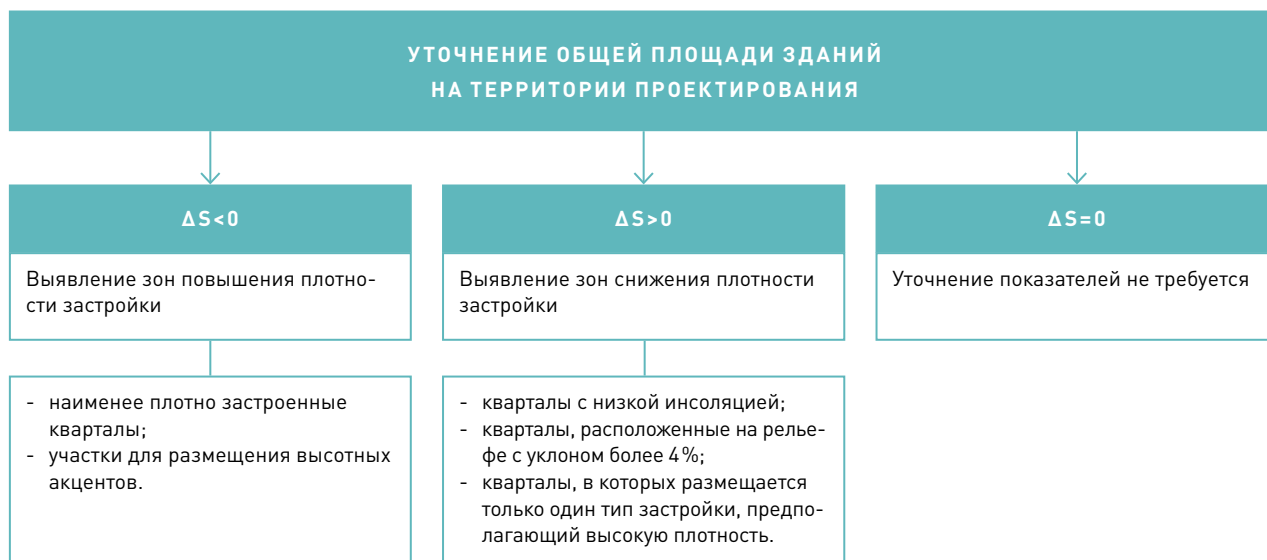 УТОЧНЕНИЕ ОБЩЕЙ ПЛОЩАДИ ЗДАНИЙ
НА ТЕРРИТОРИИ ПРОЕКТИРОВАНИЯ
ΔS<0
Выявление зон повышения плотно-
сти застройки
- наименее плотно застроенные
кварталы;
- участки для размещения высотных
акцентов.
ΔS>0
Выявление зон снижения плотности
застройки
- кварталы с низкой инсоляцией;
- кварталы, расположенные на релье-
фе с уклоном более 4 %;
- кварталы, в которых размещается
только один тип застройки, предпо-
лагающий высокую плотность.
ΔS=0
Уточнение показателей не требуется